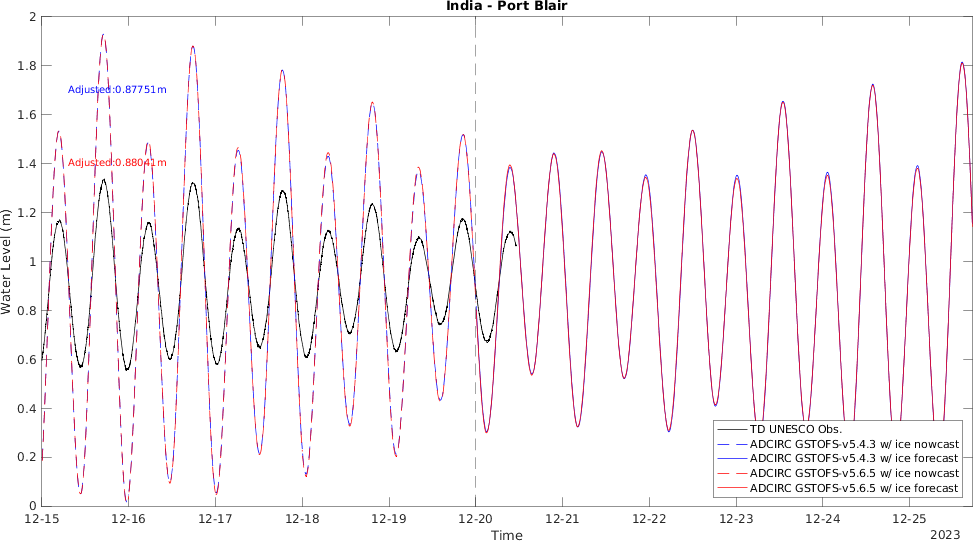 India - Port Blair
2
1.8
1.6
1.4
1.2
1
0.8
0.6
0.4
0.2
0
Water Level (m)
Adjusted:0.87751m
Adjusted:0.88041m
TD UNESCO Obs.
ADCIRC GSTOFS-v5.4.3 w/ ice nowcast
ADCIRC GSTOFS-v5.4.3 w/ ice forecast
ADCIRC GSTOFS-v5.6.5 w/ ice nowcast
ADCIRC GSTOFS-v5.6.5 w/ ice forecast
12-15 12-16 12-17 12-18 12-19 12-20 12-21 12-22 12-23 12-24 12-25
Time
2023